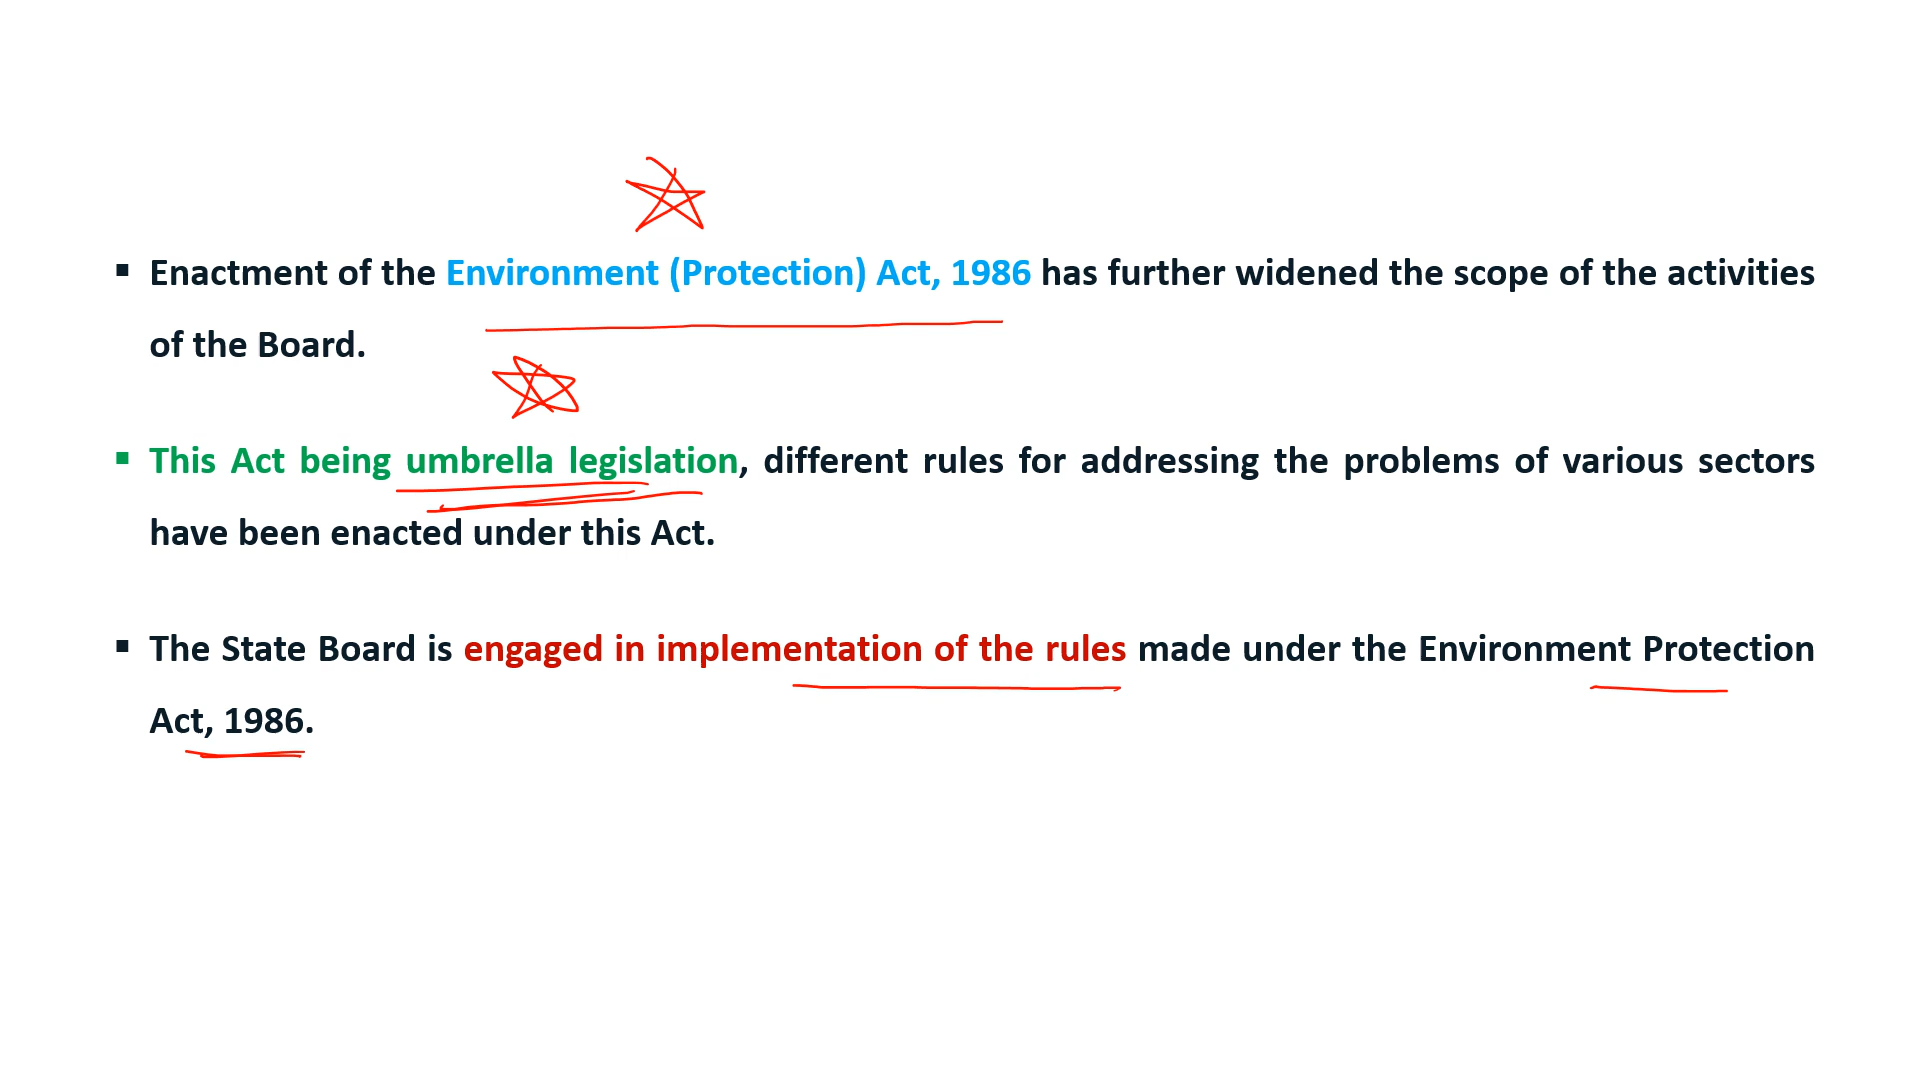 ▪ Enactment of the Environment (Protection) Act, 1986 has further widened the scope of the activities
of the Board.
▪ This Act being umbrella legislation, different rules for addressing the problems of various sectors
have been enacted under this Act.
▪ The State Board is engaged in implementation of the rules made under the Environment Protection
Act, 1986.